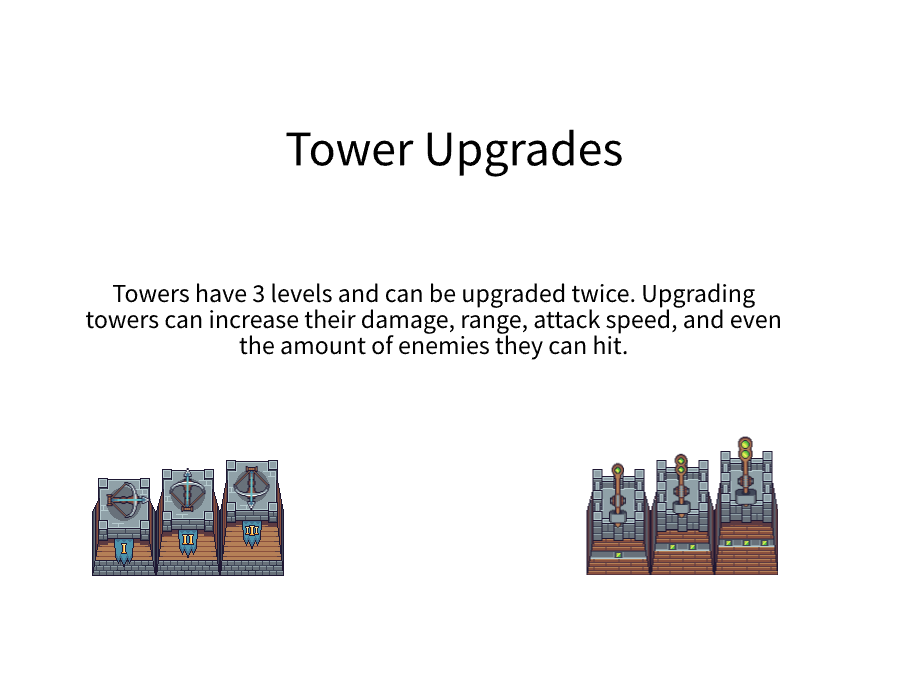 Tower Upgrades
Towers have 3 levels and can be upgraded twice. Upgrading
towers can increase their damage, range, attack speed, and even
the amount of enemies they can hit.
I II III